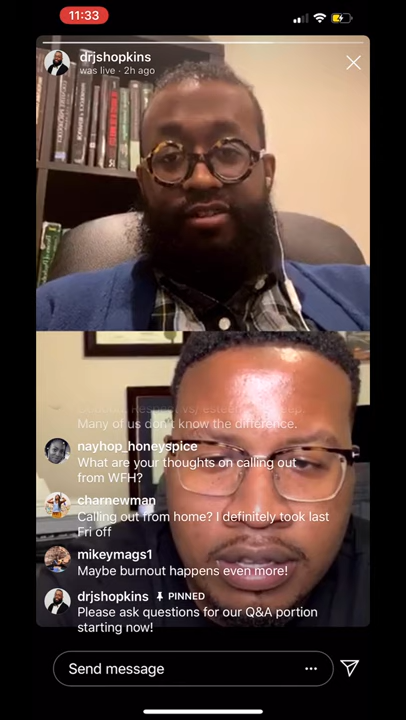 11:33
drjshopkins
was live · 2h ago
Many of us don't know the difference.
nayhop_honeyspice
What are your thoughts on calling out
from WFH?
charnewman
Calling out from home? I definitely took last
Fri off
mikeymags1
Maybe burnout happens even more!
drjshopkins PINNED
Please ask questions for our Q&A portion
starting now!
Send message